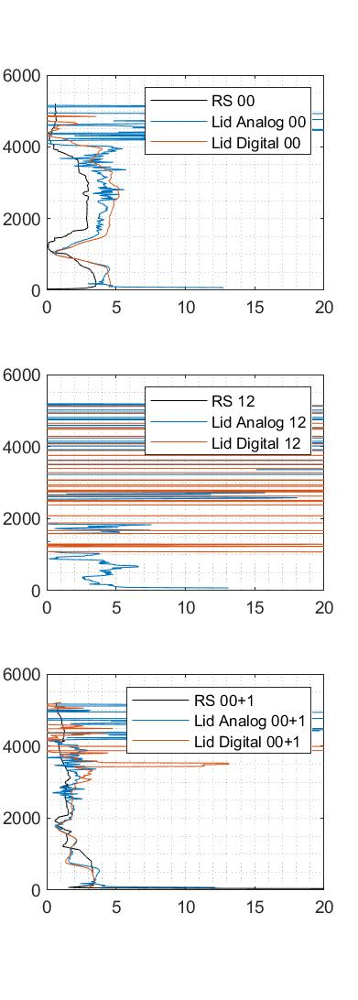 6000
4000
2000
0
RS 00
Lid Analog 00
Lid Digital 00
0 5 10 15 20
6000
4000
2000
0
RS 12
Lid Analog 12
Lid Digital 12
0 5 10 15 20
6000
4000
2000
0
RS 00+1
Lid Analog 00+1
Lid Digital 00+1
0 5 10 15 20